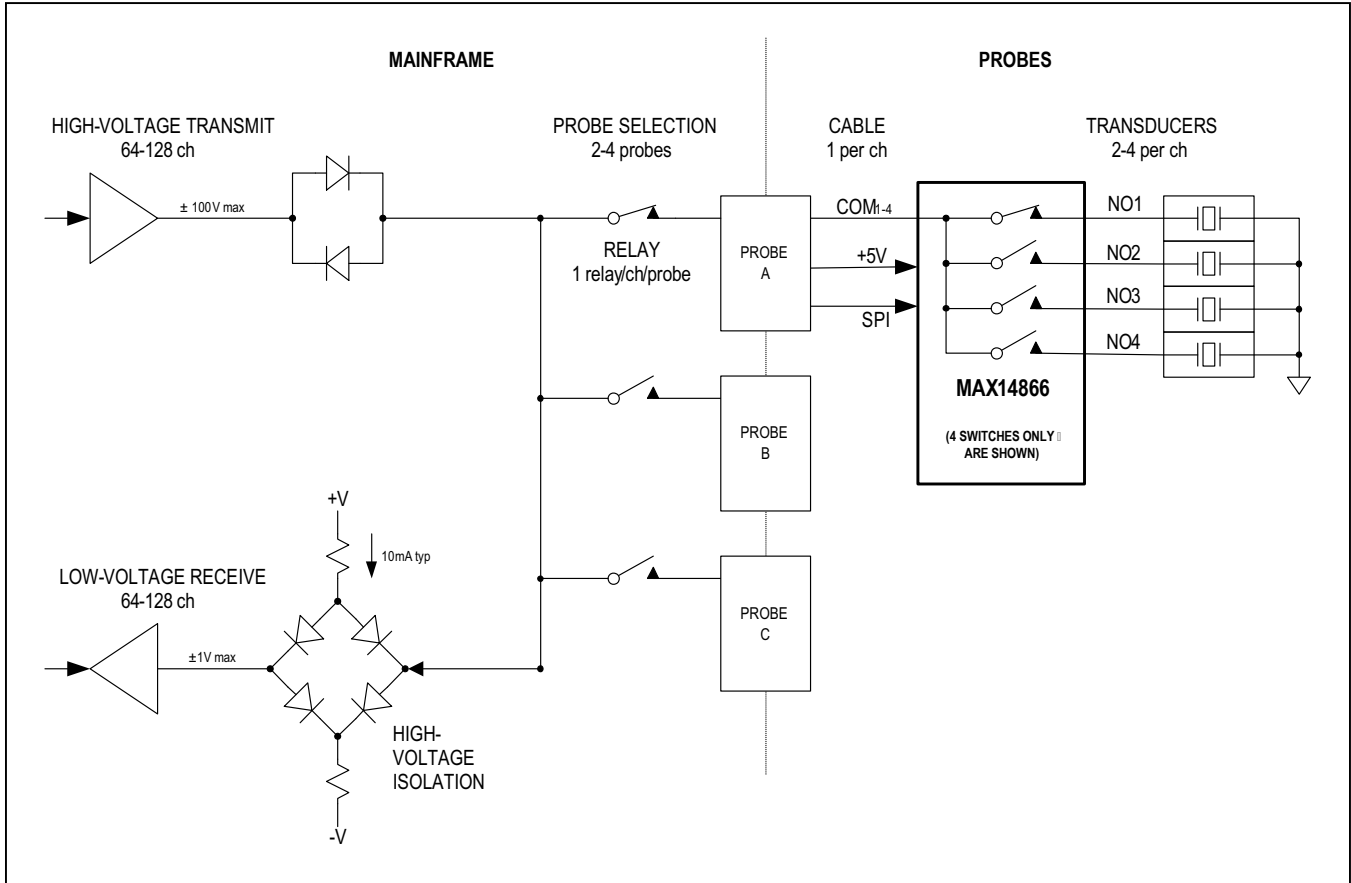 MAINFRAME
PROBES
HIGH-VOLTAGE TRANSMIT
64-128 ch
PROBE SELECTION
2-4 probes
CABLE
1 per ch
TRANSDUCERS
2-4 per ch
± 100V max
RELAY
1 relay/ch/probe
PROBE
A
COM1-4
+5V
SPI
NO1
NO2
NO3
NO4
MAX14866
(4 SWITCHES ONLY
ARE SHOWN)
PROBE
B
+V
10mA typ
LOW-VOLTAGE RECEIVE
64-128 ch
±1V max
PROBE
C
HIGH-
VOLTAGE
ISOLATION
-V